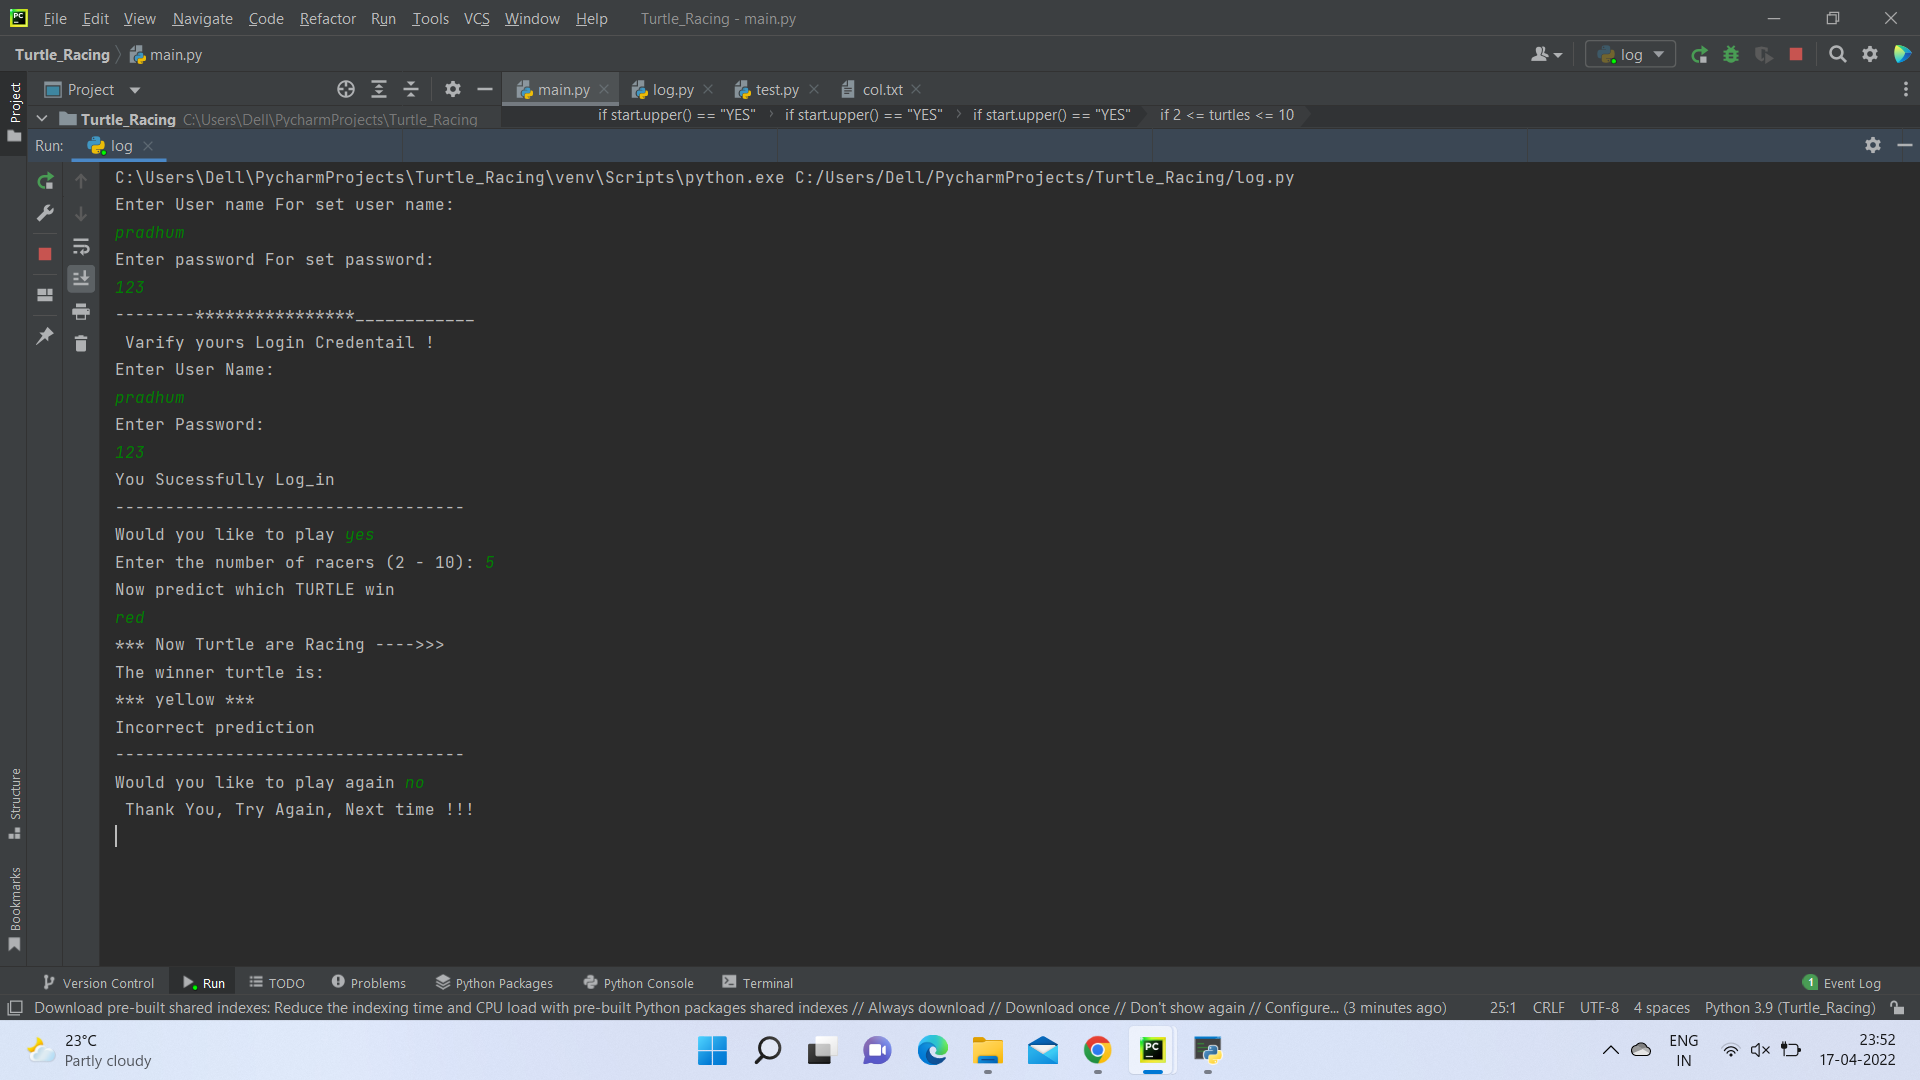 PC File Edit View Navigate Code Refactor Run Tools VCS Window Help Turtle_Racing - main.py
Turtle_Racing main.py log
Project Project main.py log.py test.py col.txt
Turtle_Racing C:\Users\Dell\PycharmProjects\Turtle_Racing if start.upper() == "YES" if start.upper() == "YES" if start.upper() == "YES" if 2 <= turtles <= 10
Run: log
C:\Users\Dell\PycharmProjects\Turtle_Racing\venv\Scripts\python.exe C:/Users/Dell/PycharmProjects/Turtle_Racing/log.py
Enter User name For set user name:
pradhum
Enter password For set password:
123
--------****************____________
Varify yours Login Credentail !
Enter User Name:
pradhum
Enter Password:
123
You Sucessfully Log_in
-----------------------------------
Would you like to play yes
Enter the number of racers (2 - 10): 5
Now predict which TURTLE win
red
*** Now Turtle are Racing ---->>>
The winner turtle is:
*** yellow ***
Incorrect prediction
-----------------------------------
Would you like to play again no
Thank You, Try Again, Next time !!!
Structure
Bookmarks
Version Control Run TODO Problems Python Packages Python Console Terminal 1 Event Log
Download pre-built shared indexes: Reduce the indexing time and CPU load with pre-built Python packages shared indexes // Always download // Download once // Don't show again // Configure... (3 minutes ago) 25:1 CRLF UTF-8 4 spaces Python 3.9 (Turtle_Racing)
23°C
Partly cloudy
PC
ENG
IN
23:52
17-04-2022